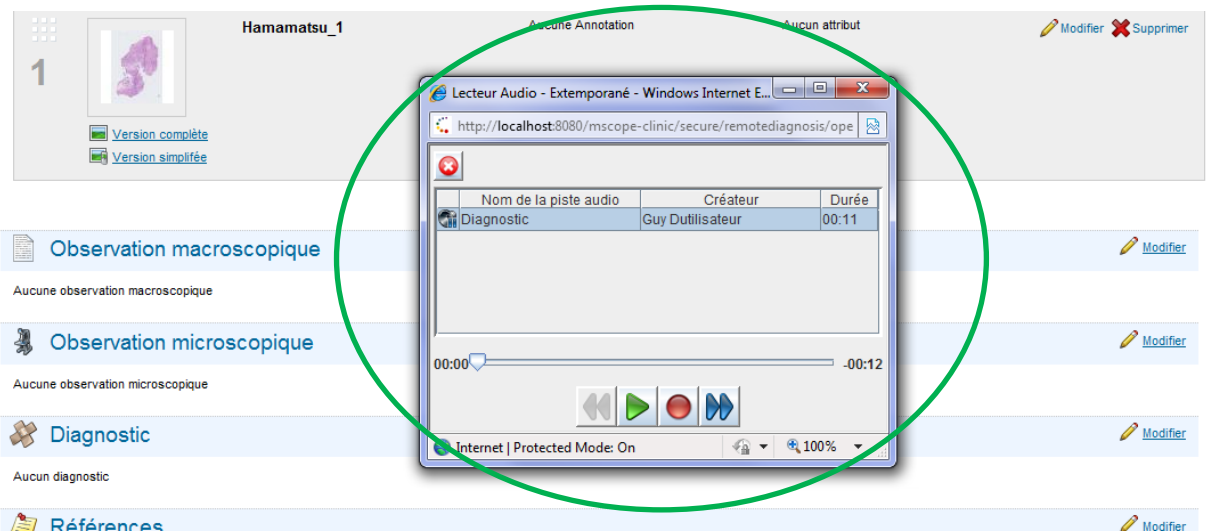 Hamamatsu_1 Aucune Annotation Aucun attribut Modifier Supprimer
1
Version complète
Version simplifée
Lecteur Audio - Extemporané - Windows Internet E...
http://localhost:8080/mscope-clinic/secure/remotediagnosis/ope
Nom de la piste audio Créateur Durée
Diagnostic Guy Dutilisateur 00:11
00:00 -00:12
Internet | Protected Mode: On 100%
Observation macroscopique Modifier
Aucune observation macroscopique
Observation microscopique Modifier
Aucune observation microscopique
Diagnostic Modifier
Aucun diagnostic
Références Modifier